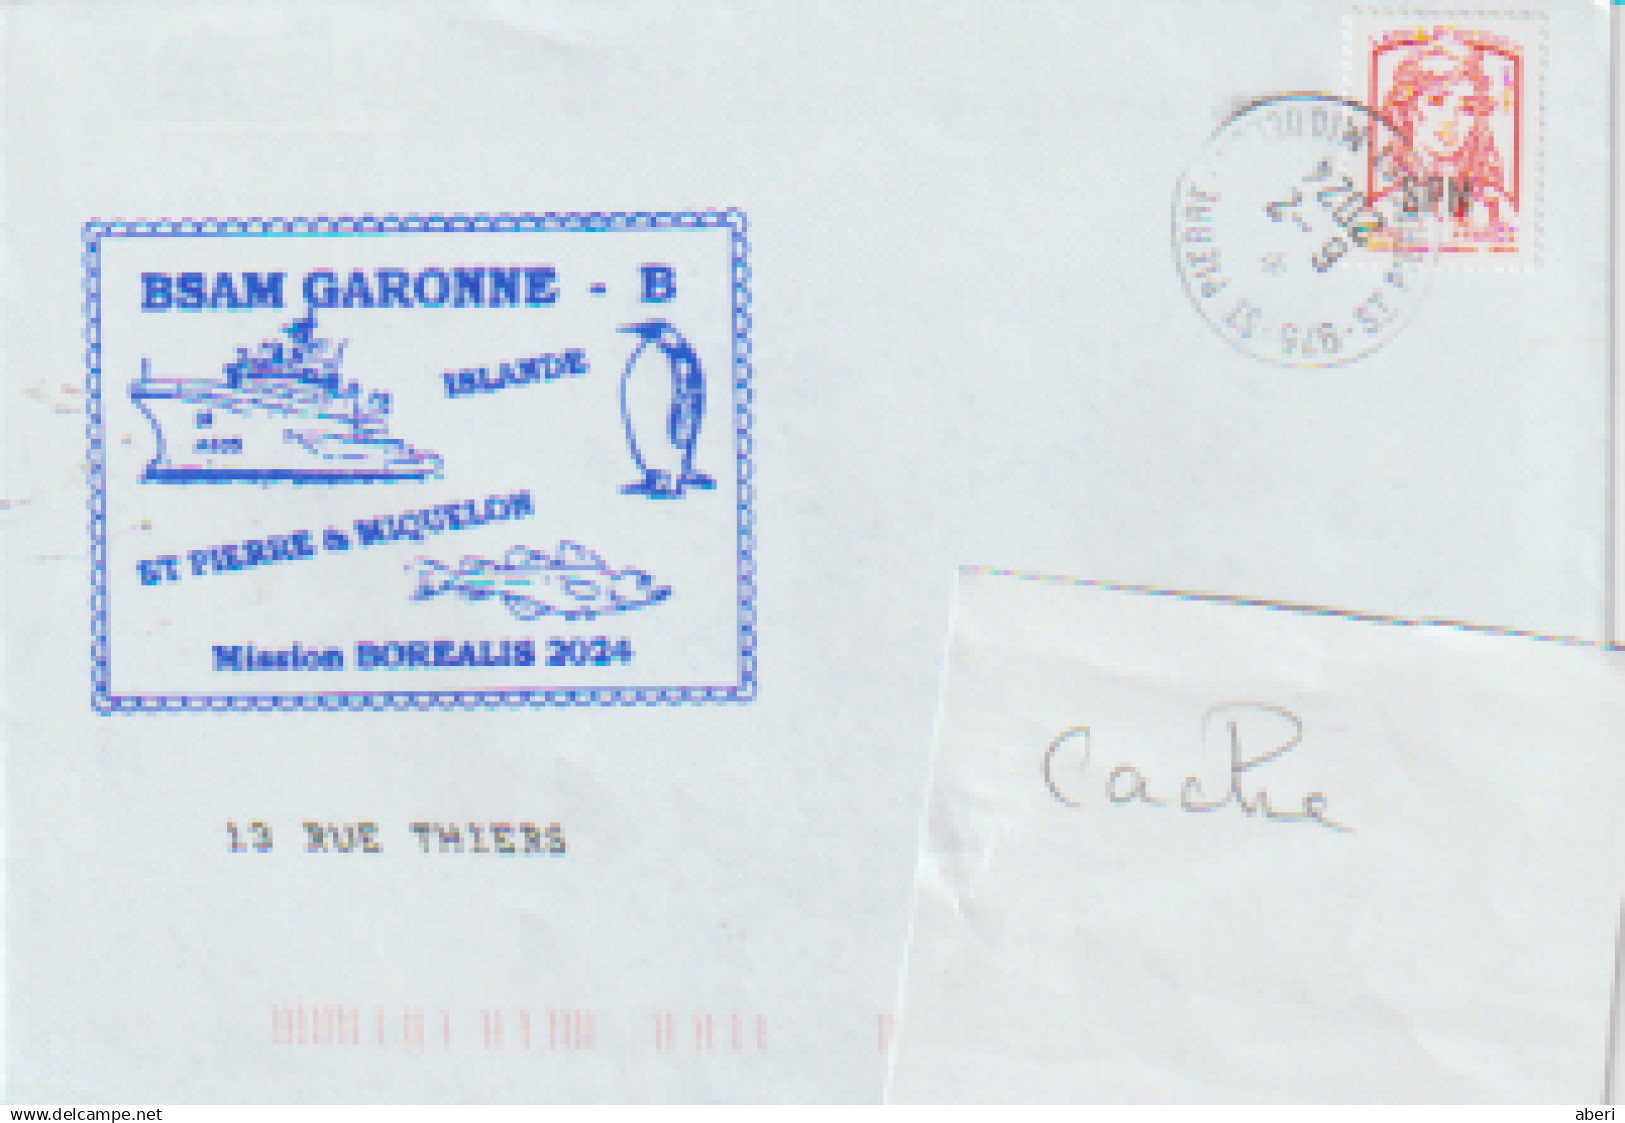 BSAM GARONNE - B
ISLANDE
ST PIERRE & MIQUELON
Mission BOREALIS 2024
SPM
975 - ST PIERRE
2024
13 RUE THIERS
cache
www.delcampe.net
aberi